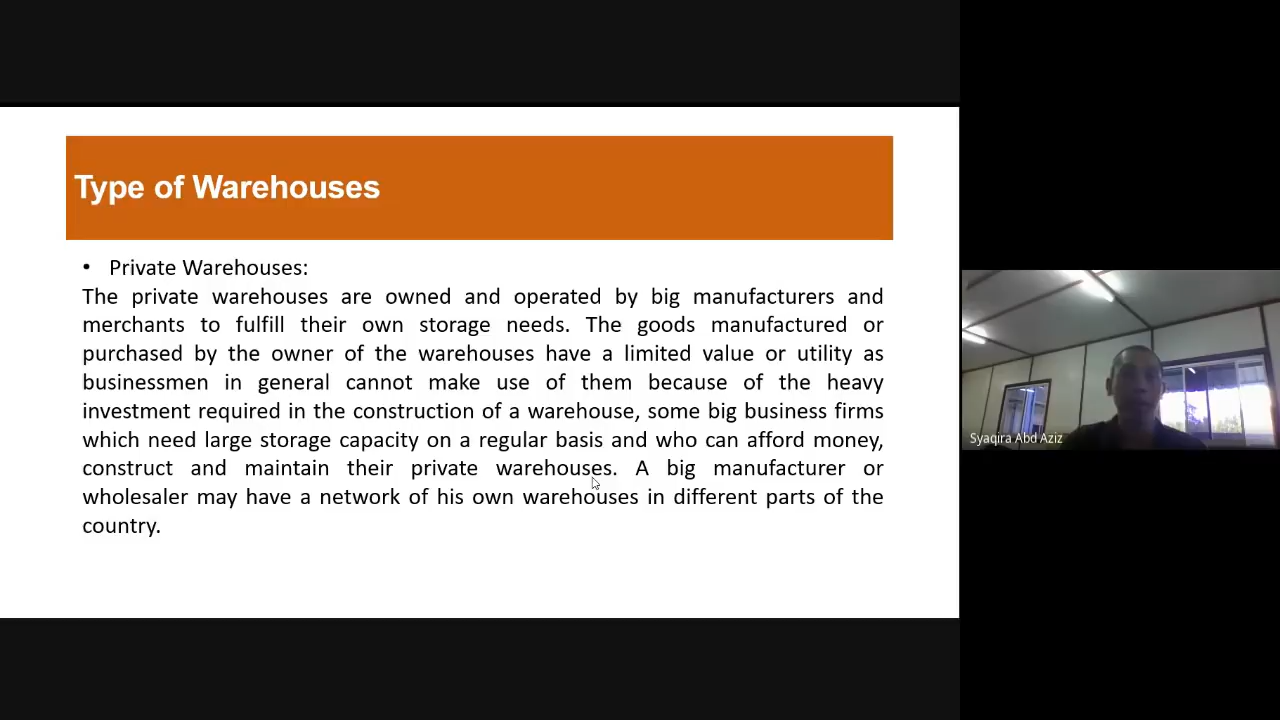 Type of Warehouses
• Private Warehouses:
The private warehouses are owned and operated by big manufacturers and
merchants to fulfill their own storage needs. The goods manufactured or
purchased by the owner of the warehouses have a limited value or utility as
businessmen in general cannot make use of them because of the heavy
investment required in the construction of a warehouse, some big business firms
which need large storage capacity on a regular basis and who can afford money,
construct and maintain their private warehouses. A big manufacturer or
wholesaler may have a network of his own warehouses in different parts of the
country.
Syaqira Abd Aziz